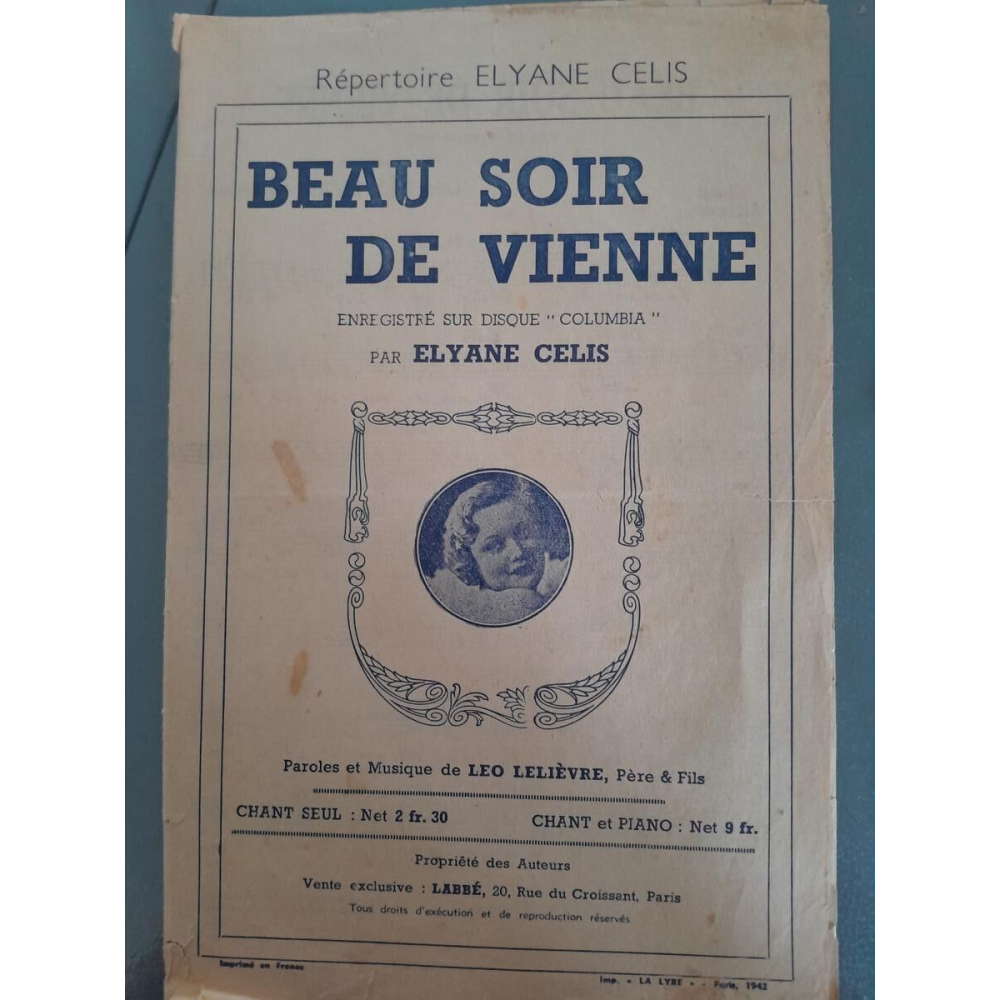 Répertoire ELYANE CELIS
BEAU SOIR
DE VIENNE
ENREGISTRÉ SUR DISQUE "COLUMBIA"
PAR ELYANE CELIS
Paroles et Musique de LEO LELIÈVRE, Père & Fils
CHANT SEUL : Net 2 fr. 30 CHANT et PIANO : Net 9 fr.
Propriété des Auteurs
Vente exclusive : LABBÉ, 20, Rue du Croissant, Paris
Tous droits d'exécution et de reproduction réservés
Imprimé en France
Imp. « LA LYRE » - Paris, 1942